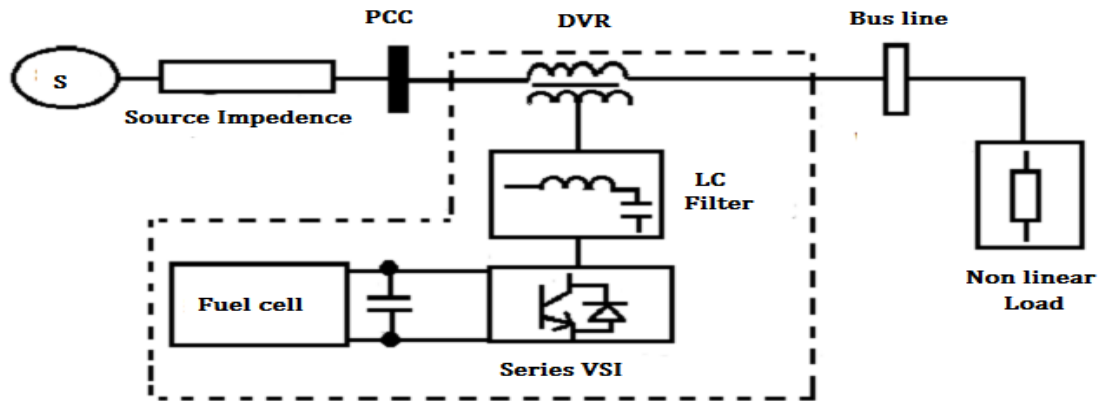 PCC
DVR
Bus line
S
Source Impedence
LC
Filter
Fuel cell
Series VSI
Non linear
Load